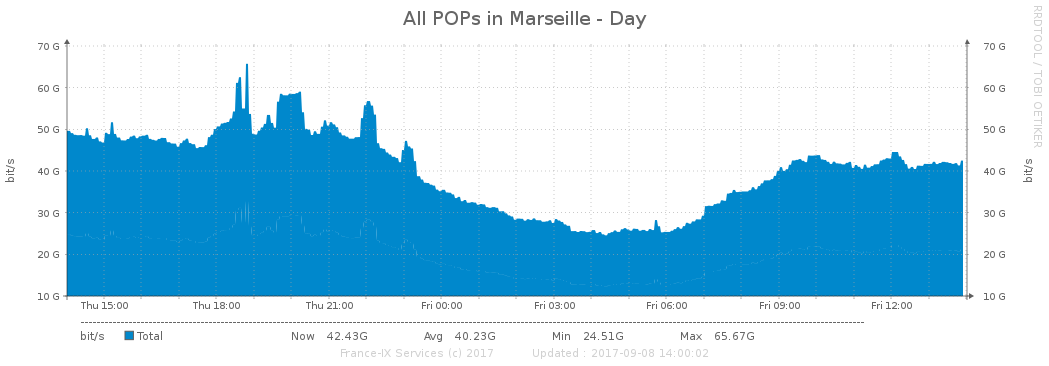 All POPs in Marseille - Day
RRDTOOL / TOBI OETIKER
70 G 70 G
60 G 60 G
50 G 50 G
40 G 40 G
30 G 30 G
20 G 20 G
10 G 10 G
bit/s bit/s
Thu 15:00 Thu 18:00 Thu 21:00 Fri 00:00 Fri 03:00 Fri 06:00 Fri 09:00 Fri 12:00
bit/s Total Now 42.43G Avg 40.23G Min 24.51G Max 65.67G
France-IX Services (c) 2017 Updated : 2017-09-08 14:00:02